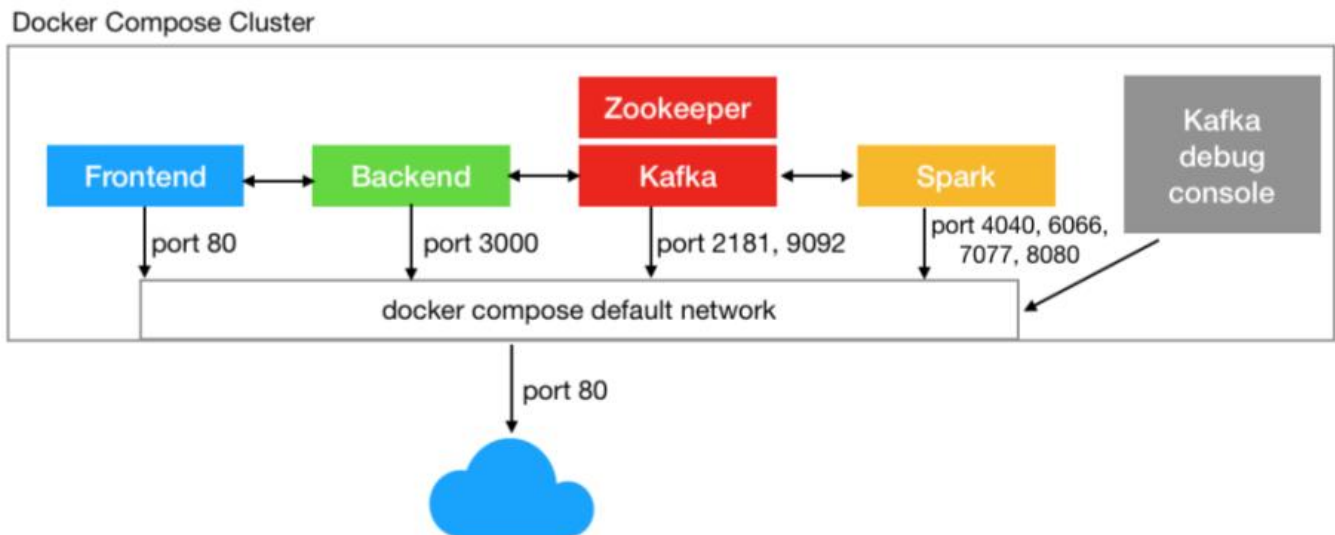 Docker Compose Cluster
Zookeeper
Kafka
debug
console
Frontend
Backend
Kafka
Spark
port 80
port 3000
port 2181, 9092
port 4040, 6066,
7077, 8080
docker compose default network
port 80